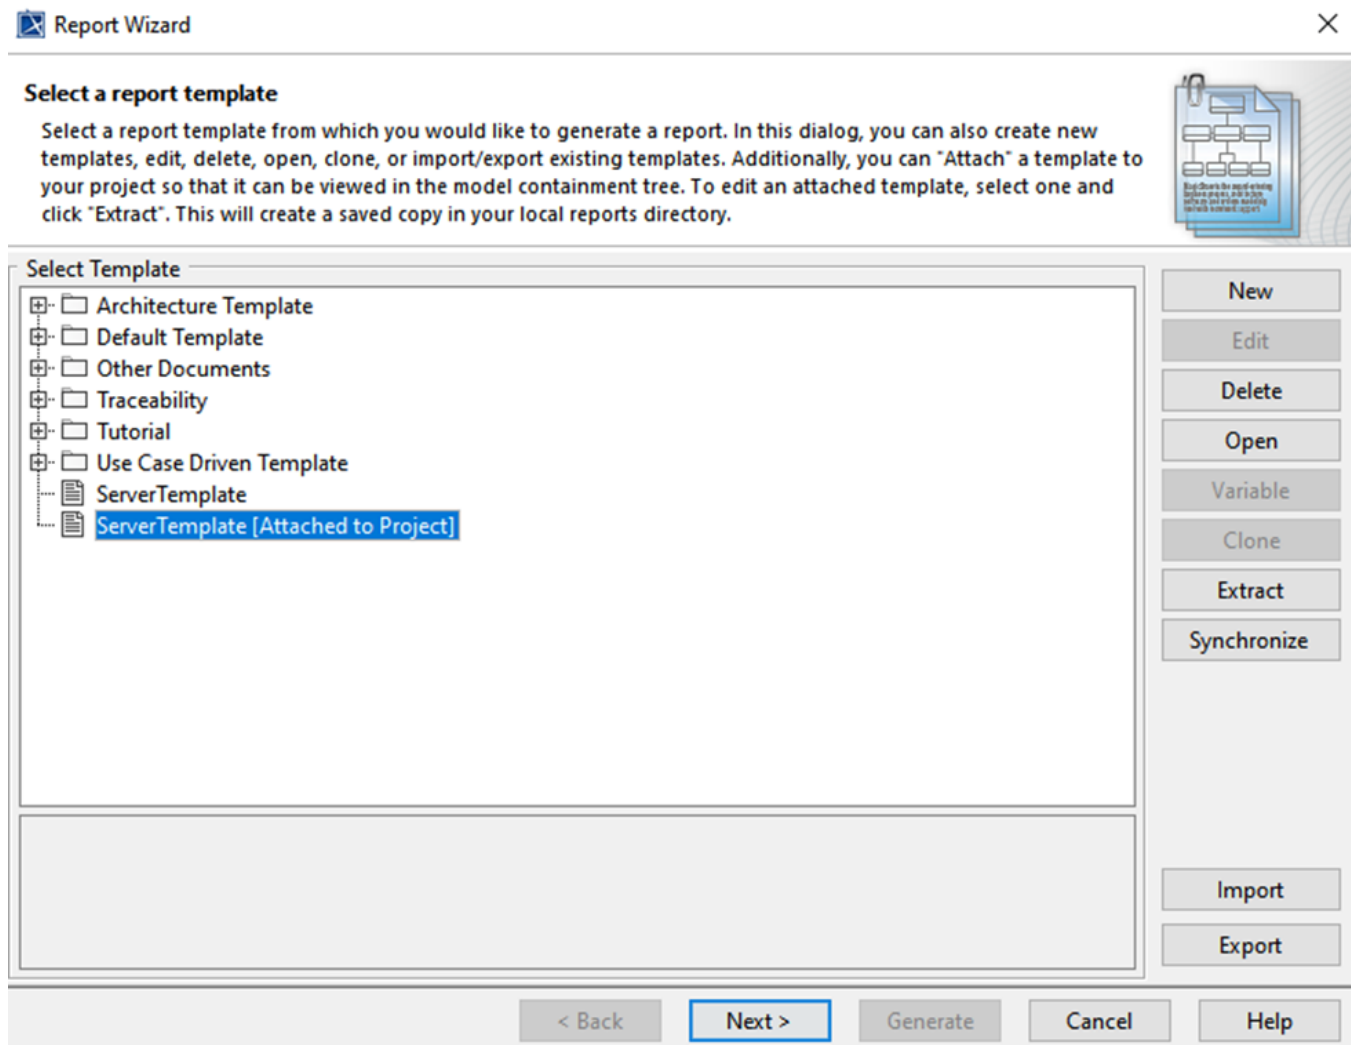 Report Wizard
Select a report template
Select a report template from which you would like to generate a report. In this dialog, you can also create new
templates, edit, delete, open, clone, or import/export existing templates. Additionally, you can "Attach" a template to
your project so that it can be viewed in the model containment tree. To edit an attached template, select one and
click "Extract". This will create a saved copy in your local reports directory.
Select Template
Architecture Template
Default Template
Other Documents
Traceability
Tutorial
Use Case Driven Template
ServerTemplate
ServerTemplate [Attached to Project]
New
Edit
Delete
Open
Variable
Clone
Extract
Synchronize
Import
Export
< Back
Next >
Generate
Cancel
Help